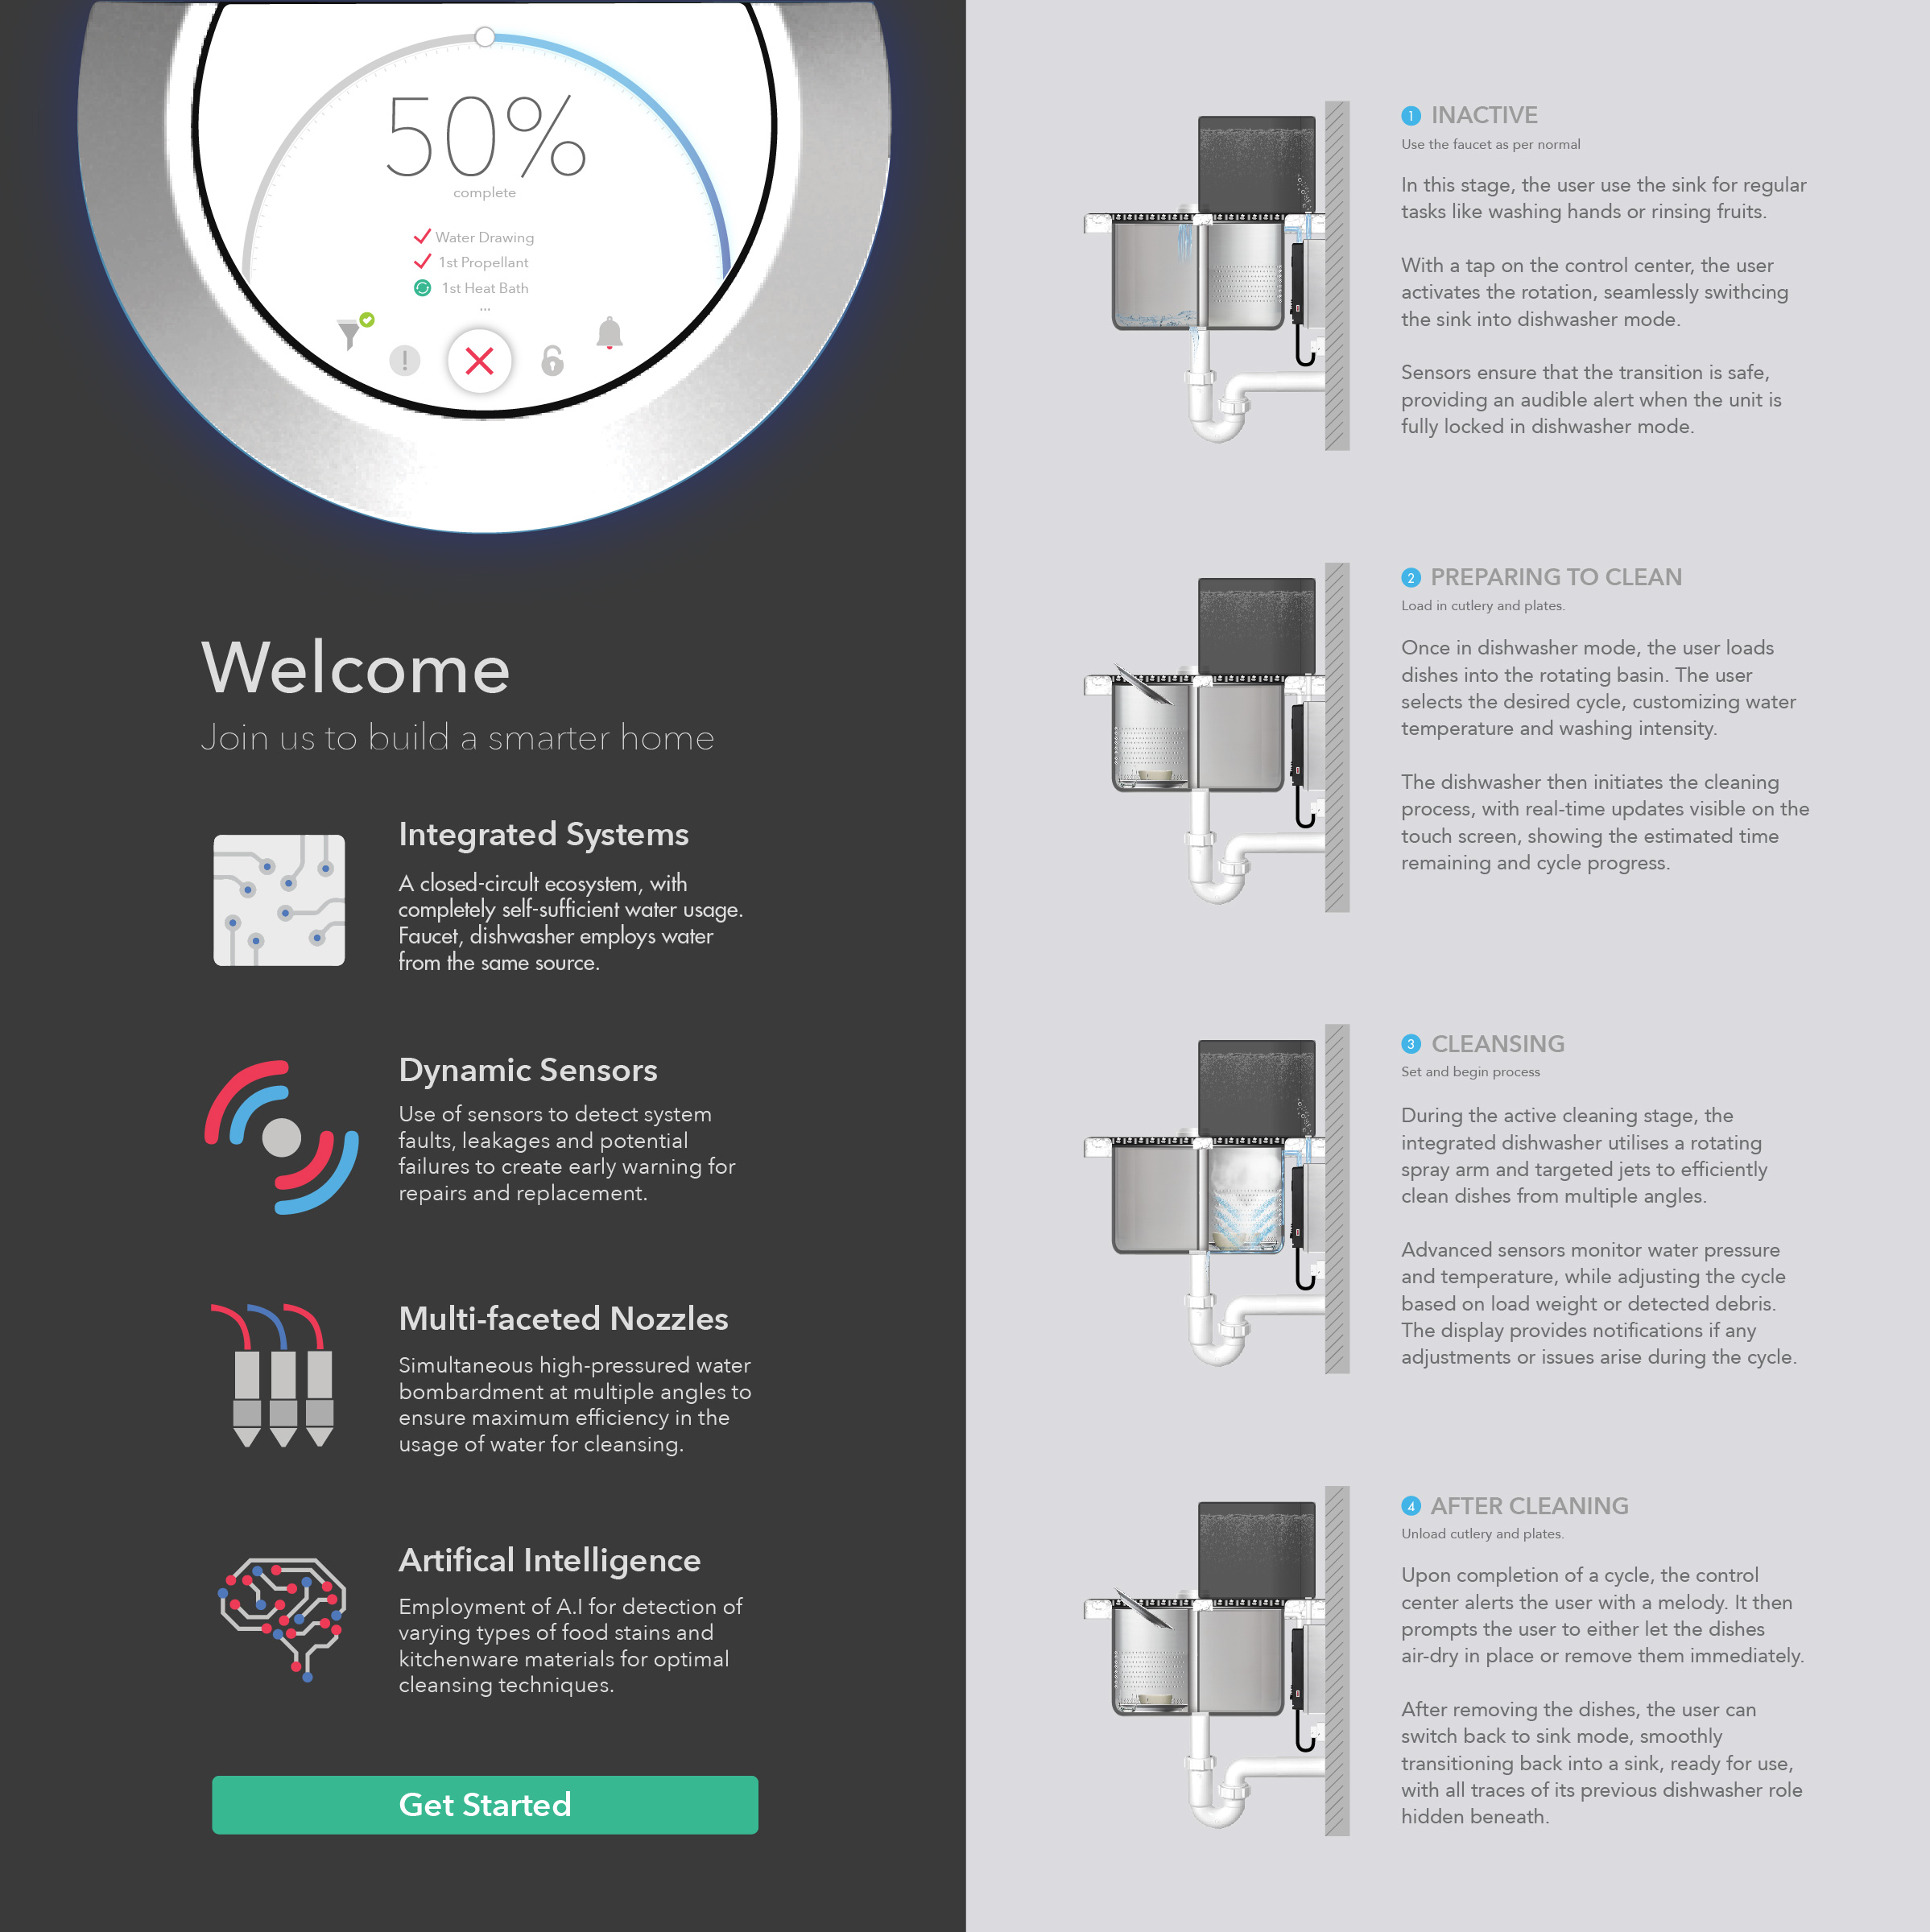 50%
complete
Water Drawing
1st Propellant
1st Heat Bath
...
Welcome
Join us to build a smarter home
Integrated Systems
A closed-circult ecosystem, with
completely self-sufficient water usage.
Faucet, dishwasher employs water
from the same source.
Dynamic Sensors
Use of sensors to detect system
faults, leakages and potential
failures to create early warning for
repairs and replacement.
Multi-faceted Nozzles
Simultaneous high-pressured water
bombardment at multiple angles to
ensure maximum efficiency in the
usage of water for cleansing.
Artifical Intelligence
Employment of A.I for detection of
varying types of food stains and
kitchenware materials for optimal
cleansing techniques.
Get Started
1 INACTIVE
Use the faucet as per normal
In this stage, the user use the sink for regular
tasks like washing hands or rinsing fruits.
With a tap on the control center, the user
activates the rotation, seamlessly swithcing
the sink into dishwasher mode.
Sensors ensure that the transition is safe,
providing an audible alert when the unit is
fully locked in dishwasher mode.
2 PREPARING TO CLEAN
Load in cutlery and plates.
Once in dishwasher mode, the user loads
dishes into the rotating basin. The user
selects the desired cycle, customizing water
temperature and washing intensity.
The dishwasher then initiates the cleaning
process, with real-time updates visible on the
touch screen, showing the estimated time
remaining and cycle progress.
3 CLEANSING
Set and begin process
During the active cleaning stage, the
integrated dishwasher utilises a rotating
spray arm and targeted jets to efficiently
clean dishes from multiple angles.
Advanced sensors monitor water pressure
and temperature, while adjusting the cycle
based on load weight or detected debris.
The display provides notifications if any
adjustments or issues arise during the cycle.
4 AFTER CLEANING
Unload cutlery and plates.
Upon completion of a cycle, the control
center alerts the user with a melody. It then
prompts the user to either let the dishes
air-dry in place or remove them immediately.
After removing the dishes, the user can
switch back to sink mode, smoothly
transitioning back into a sink, ready for use,
with all traces of its previous dishwasher role
hidden beneath.